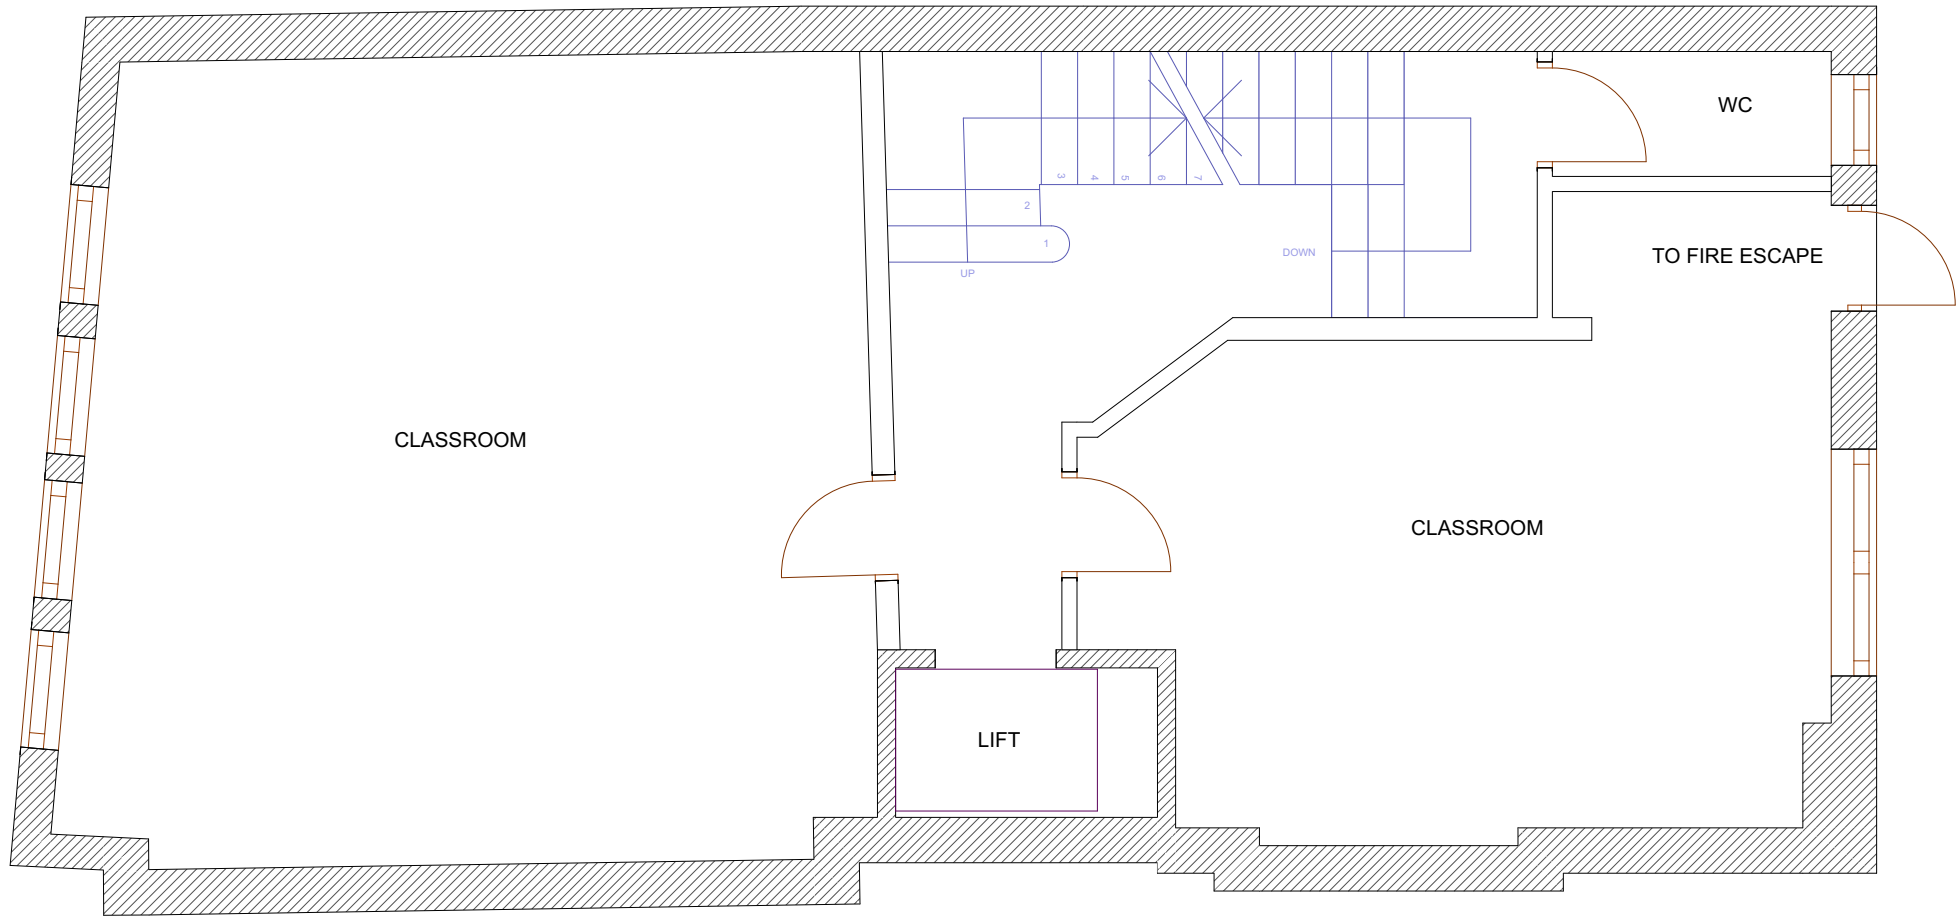 WC
3 4 5 6 7
2
1
UP
DOWN
TO FIRE ESCAPE
CLASSROOM
CLASSROOM
LIFT